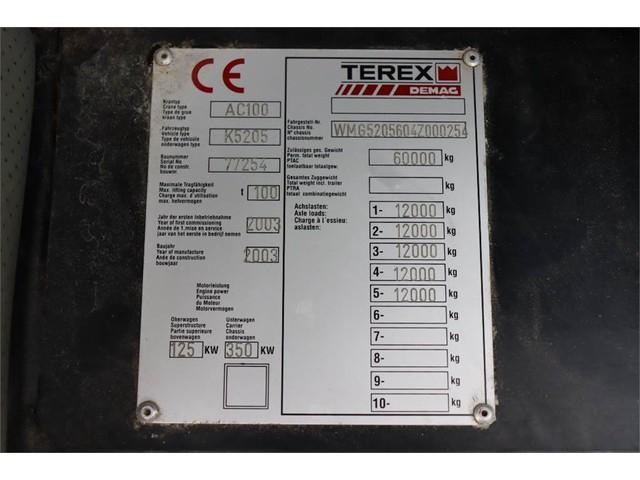 CE
Krantyp
Crane type
Type de grue
kraan type
AC100
Fahrzeugtyp
Vehicle type
Type de véhicule
onderwagen type
K5205
Baunummer
Serial No
No de constr.
bouwnr.
77254
Maximale Tragfähigkeit
Max. lifting capacity
Charge max. d'utilisation
max. hefvermogen
t 100
Jahr der ersten Inbetriebnahme
Year of first commissioning
Année de 1.mise en service
jaar van het eerste in bedrijf nemen
2003
Baujahr
Year of manufacture
Année de construction
bouwjaar
2003
Motorleistung
Engine power
Puissance
du Moteur
Motorvermogen
Oberwagen
Superstructure
Partie superieure
bovenwagen
125 KW
Unterwagen
Carrier
Chassis
onderwagen
350 KW
TEREX
DEMAG
Fahrgestell-Nr.
Chassis No.
N° chassis
chassisnummer
WMG5205604Z000254
Zulässiges ges. Gewicht
Perm. total weight
PTAC
toelaatbaar totaalgew.
60000 kg
Gesamtes Zuggewicht
Total weight incl. trailer
PTRA
totaal combinatiegewicht
kg
Achslasten:
Axle loads:
Charge à l'essieu:
aslasten:
1- 12000 kg
2- 12000 kg
3- 12000 kg
4- 12000 kg
5- 12000 kg
6- kg
7- kg
8- kg
9- kg
10- kg